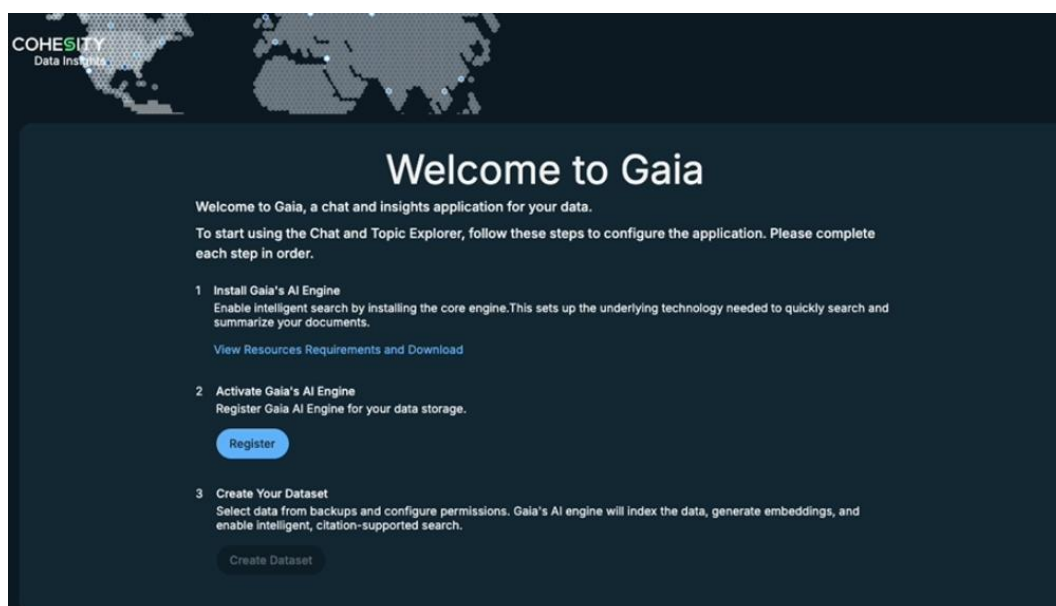 COHESITY
Data Insights
Welcome to Gaia
Welcome to Gaia, a chat and insights application for your data.
To start using the Chat and Topic Explorer, follow these steps to configure the application. Please complete
each step in order.
1 Install Gaia's AI Engine
Enable intelligent search by installing the core engine.This sets up the underlying technology needed to quickly search and
summarize your documents.
View Resources Requirements and Download
2 Activate Gaia's AI Engine
Register Gaia AI Engine for your data storage.
Register
3 Create Your Dataset
Select data from backups and configure permissions. Gaia's AI engine will index the data, generate embeddings, and
enable intelligent, citation-supported search.
Create Dataset